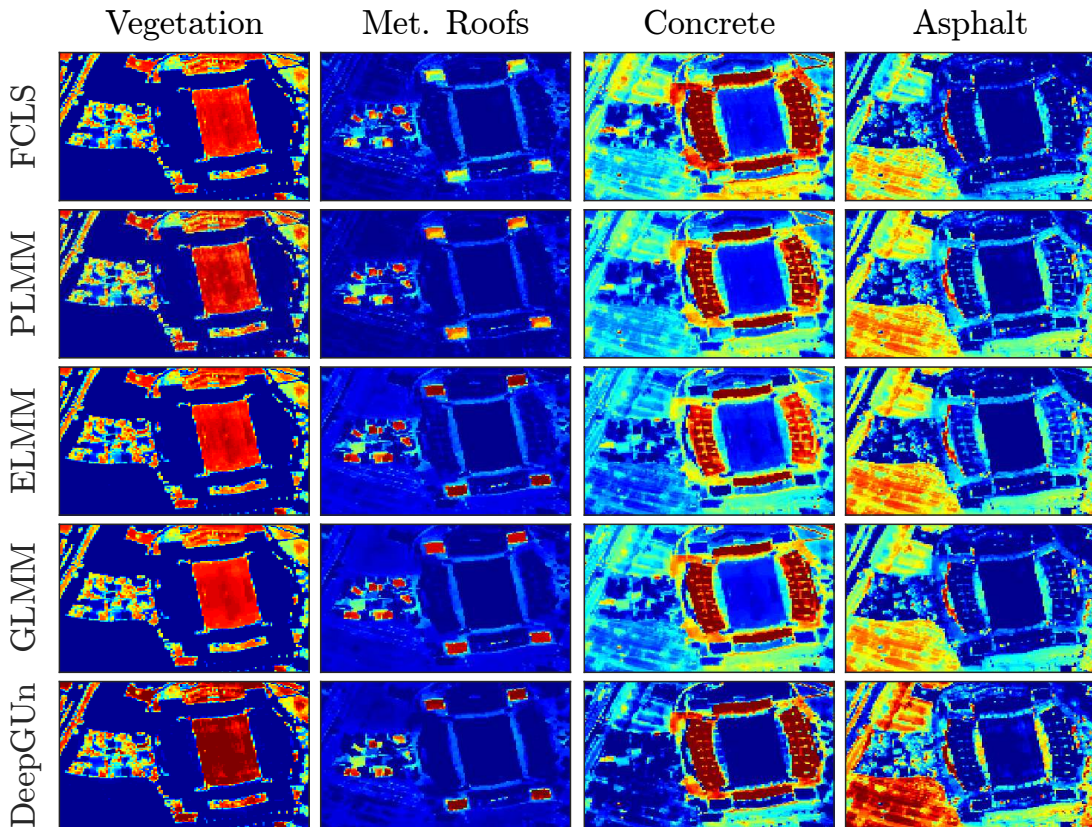 Vegetation Met. Roofs Concrete Asphalt
FCLS
PLMM
ELMM
GLMM
DeepGUn